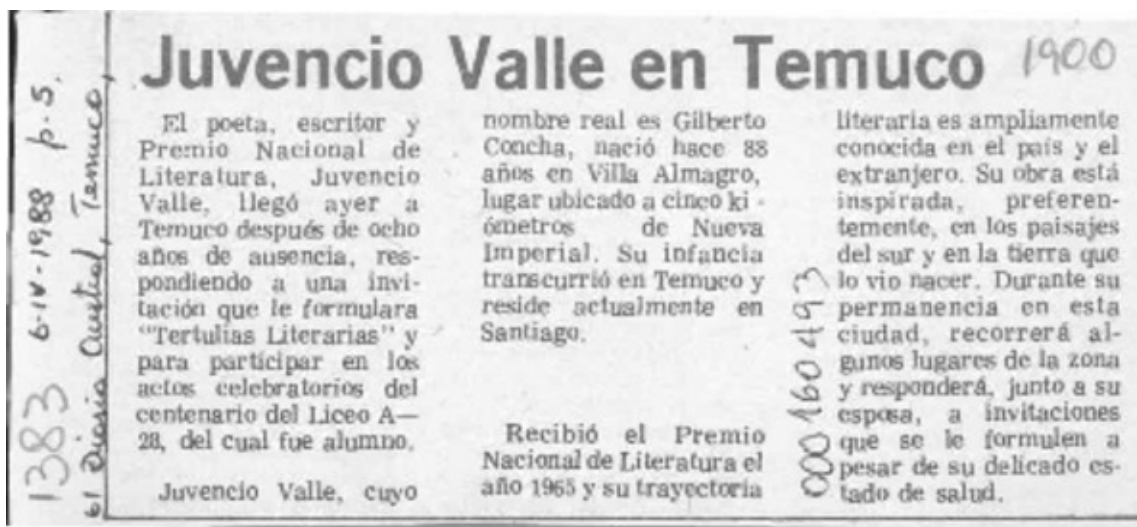 Juvencio Valle en Temuco
1900
El poeta, escritor y
Premio Nacional de
Literatura, Juvencio
Valle, llegó ayer a
Temuco después de ocho
años de ausencia, res-
pondiendo a una invi-
tación que le formulara
"Tertulias Literarias" y
para participar en los
actos celebratorios del
centenario del Liceo A—
28, del cual fue alumno.
Juvencio Valle, cuyo
nombre real es Gilberto
Concha, nació hace 88
años en Villa Almagro,
lugar ubicado a cinco ki-
ómetros de Nueva
Imperial. Su infancia
transcurrió en Temuco y
reside actualmente en
Santiago.
Recibió el Premio
Nacional de Literatura el
año 1965 y su trayectoria
literaria es ampliamente
conocida en el país y el
extranjero. Su obra está
inspirada, preferen-
temente, en los paisajes
del sur y en la tierra que
lo vio nacer. Durante su
permanencia en esta
ciudad, recorrerá al-
gunos lugares de la zona
y responderá, junto a su
esposa, a invitaciones
que se le formulen a
pesar de su delicado es-
tado de salud.
1383 6-IV-1988 p. 5.
El Diario Austral, Temuco,
000160493